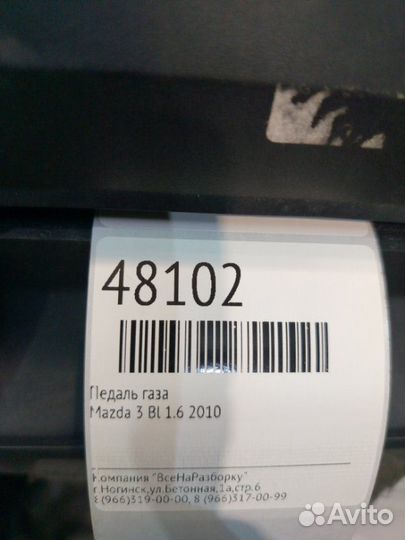 48102
Педаль газа
Mazda 3 Bl 1.6 2010
Компания "ВсеНаРазборку"
г.Ногинск,ул.Бетонная,1а,стр.6
8(966)319-00-00, 8 (966)317-00-99
Avito